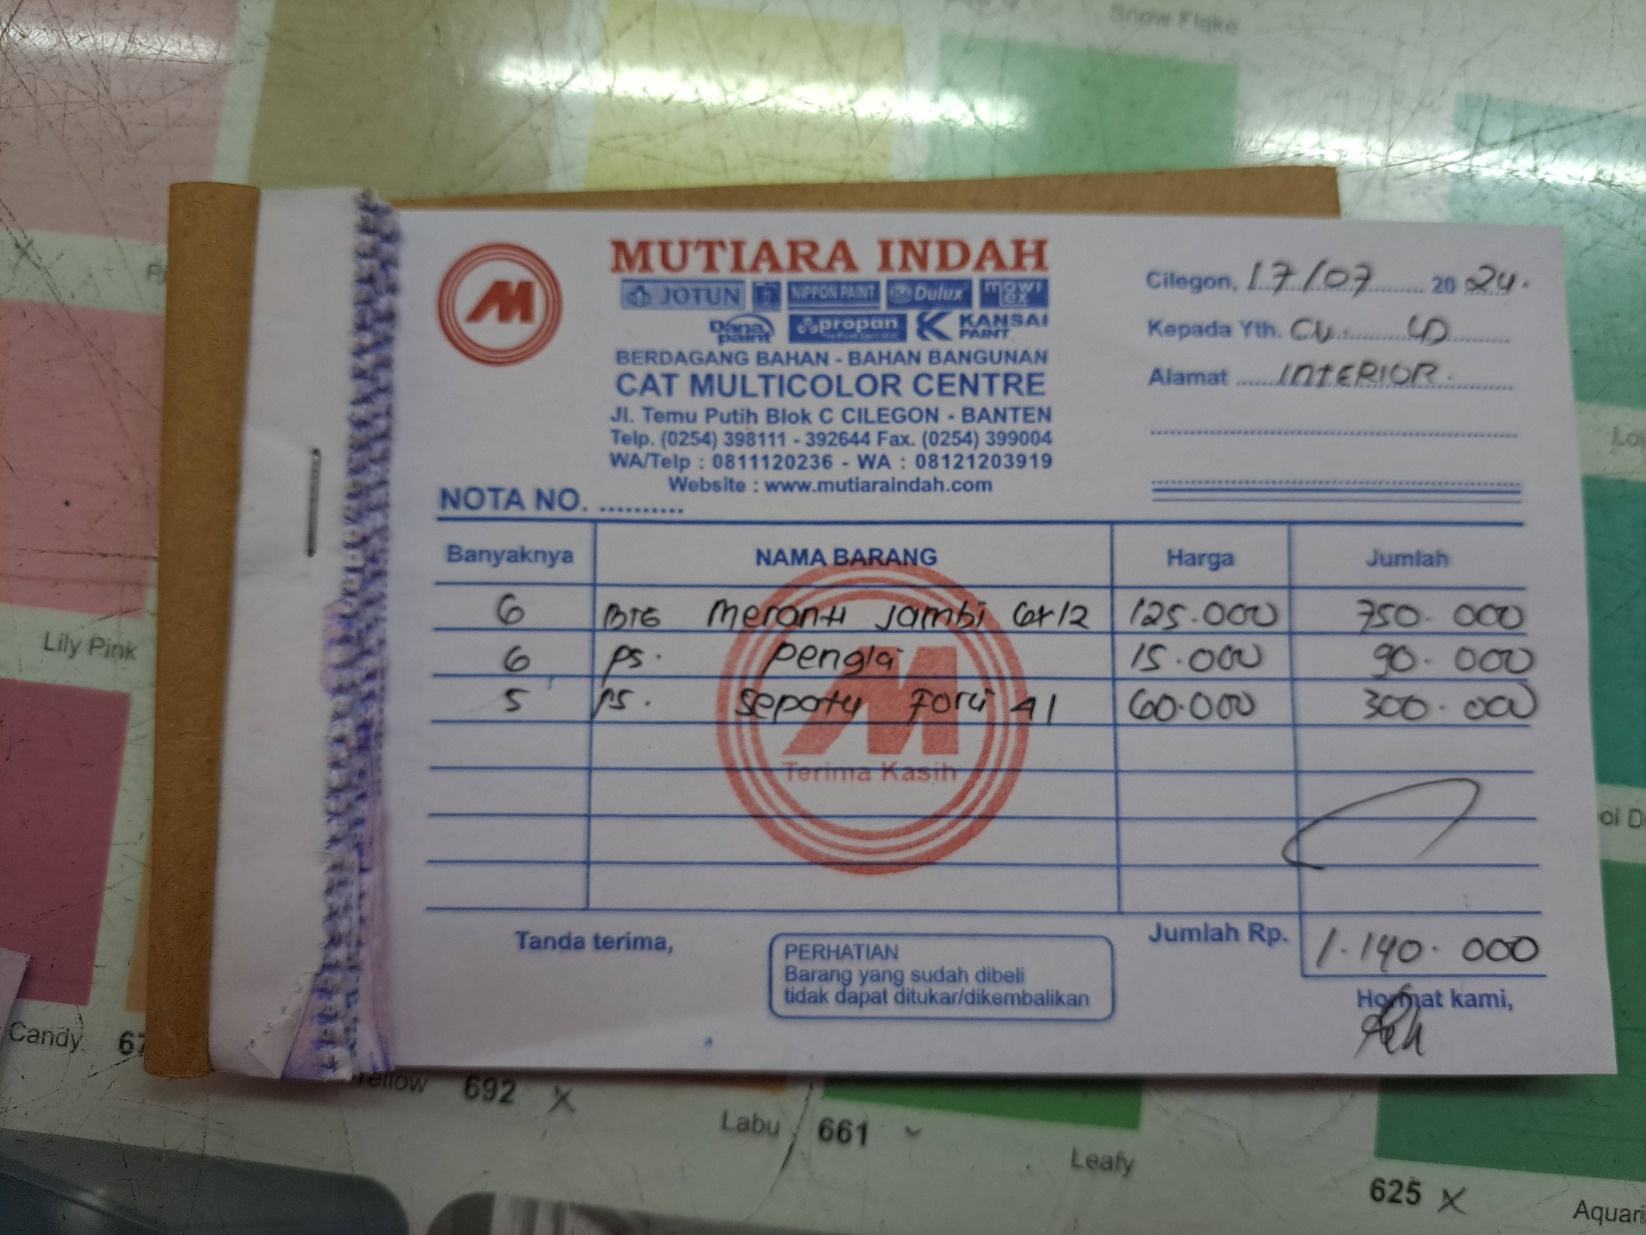 Snow Flake
MUTIARA INDAH
JOTUN NIPPON PAINT Dulux mowilex
Dana paint propan KANSAI PAINT
BERDAGANG BAHAN - BAHAN BANGUNAN
CAT MULTICOLOR CENTRE
Jl. Temu Putih Blok C CILEGON - BANTEN
Telp. (0254) 398111 - 392644 Fax. (0254) 399004
WA/Telp : 0811120236 - WA : 08121203919
Website : www.mutiaraindah.com
Cilegon, 17/07 2024.
Kepada Yth. CV.
Alamat INTERIOR.
NOTA NO. ..........
Banyaknya NAMA BARANG Harga Jumlah
6 BTG Meranti Jambi 6x12 125.000 750.000
6 ps. 15.000 90.000
5 ps. Sepatu 41 60.000 300.000
Terima Kasih
Tanda terima,
PERHATIAN
Barang yang sudah dibeli
tidak dapat ditukar/dikembalikan
Jumlah Rp. 1.140.000
Hormat kami,
Lily Pink
Candy
692 x
Labu
661
Leafy
625 x